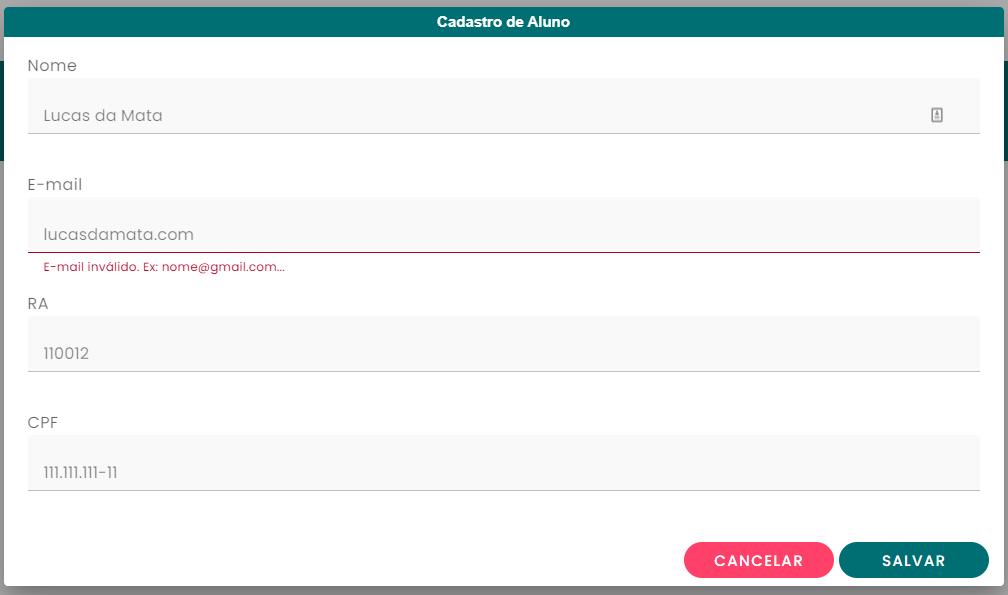 Cadastro de Aluno
Nome
Lucas da Mata
E-mail
lucasdamata.com
E-mail inválido. Ex: nome@gmail.com...
RA
110012
CPF
111.111.111-11
CANCELAR SALVAR